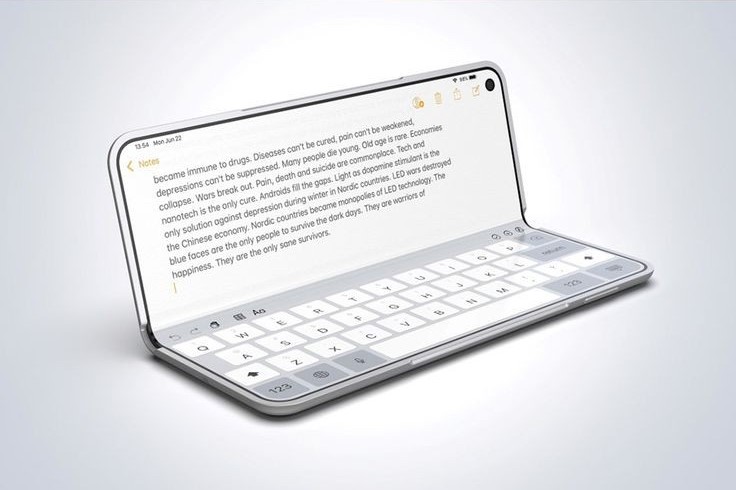 13.54 Mon Jun 22
98%
Notes
became immune to drugs. Diseases can't be cured, pain can't be weakened,
depressions can't be suppressed. Many people die young. Old age is rare. Economies
collapse. Wars break out. Pain, death and suicide are commonplace. Tech and
nanotech is the only cure. Androids fill the gaps. Light as dopamine stimulant is the
only solution against depression during winter in Nordic countries. LED wars destroyed
the Chinese economy. Nordic countries became monopolies of LED technology. The
blue faces are the only people to survive the dark days. They are warriors of
happiness. They are the only sane survivors.
Aa
Q W E R T Y U I O P
A S D F G H J K L return
Z X C V B N M
123 123